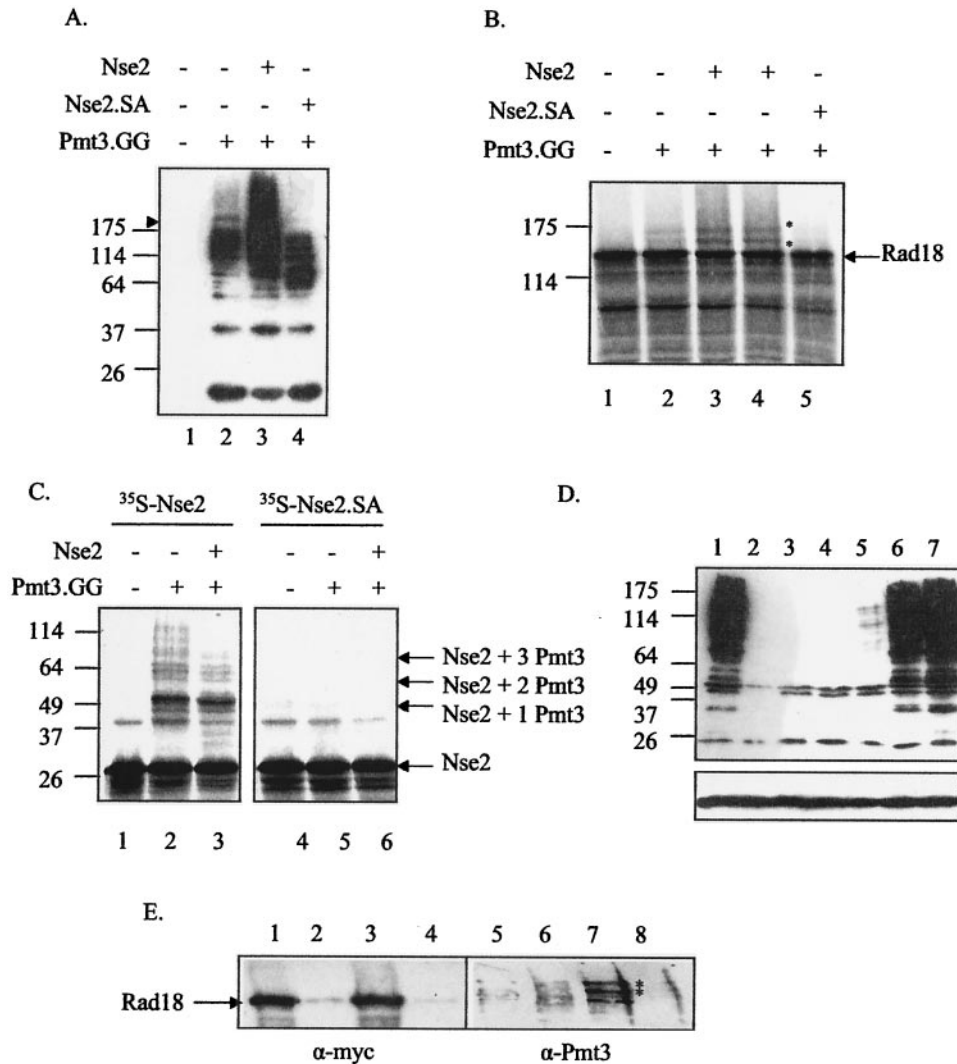 A.
Nse2 - - + -
Nse2.SA - - - +
Pmt3.GG - + + +
175
114
64
37
26
1 2 3 4
B.
Nse2 - - + + -
Nse2.SA - - - - +
Pmt3.GG - + + + +
175
114
*
*
Rad18
1 2 3 4 5
C.
35S-Nse2 35S-Nse2.SA
Nse2 - - + - - +
Pmt3.GG - + + - + +
114
64
49
37
26
Nse2 + 3 Pmt3
Nse2 + 2 Pmt3
Nse2 + 1 Pmt3
Nse2
1 2 3 4 5 6
D.
1 2 3 4 5 6 7
175
114
64
49
37
26
E.
1 2 3 4 5 6 7 8
Rad18
*
*
α-myc α-Pmt3